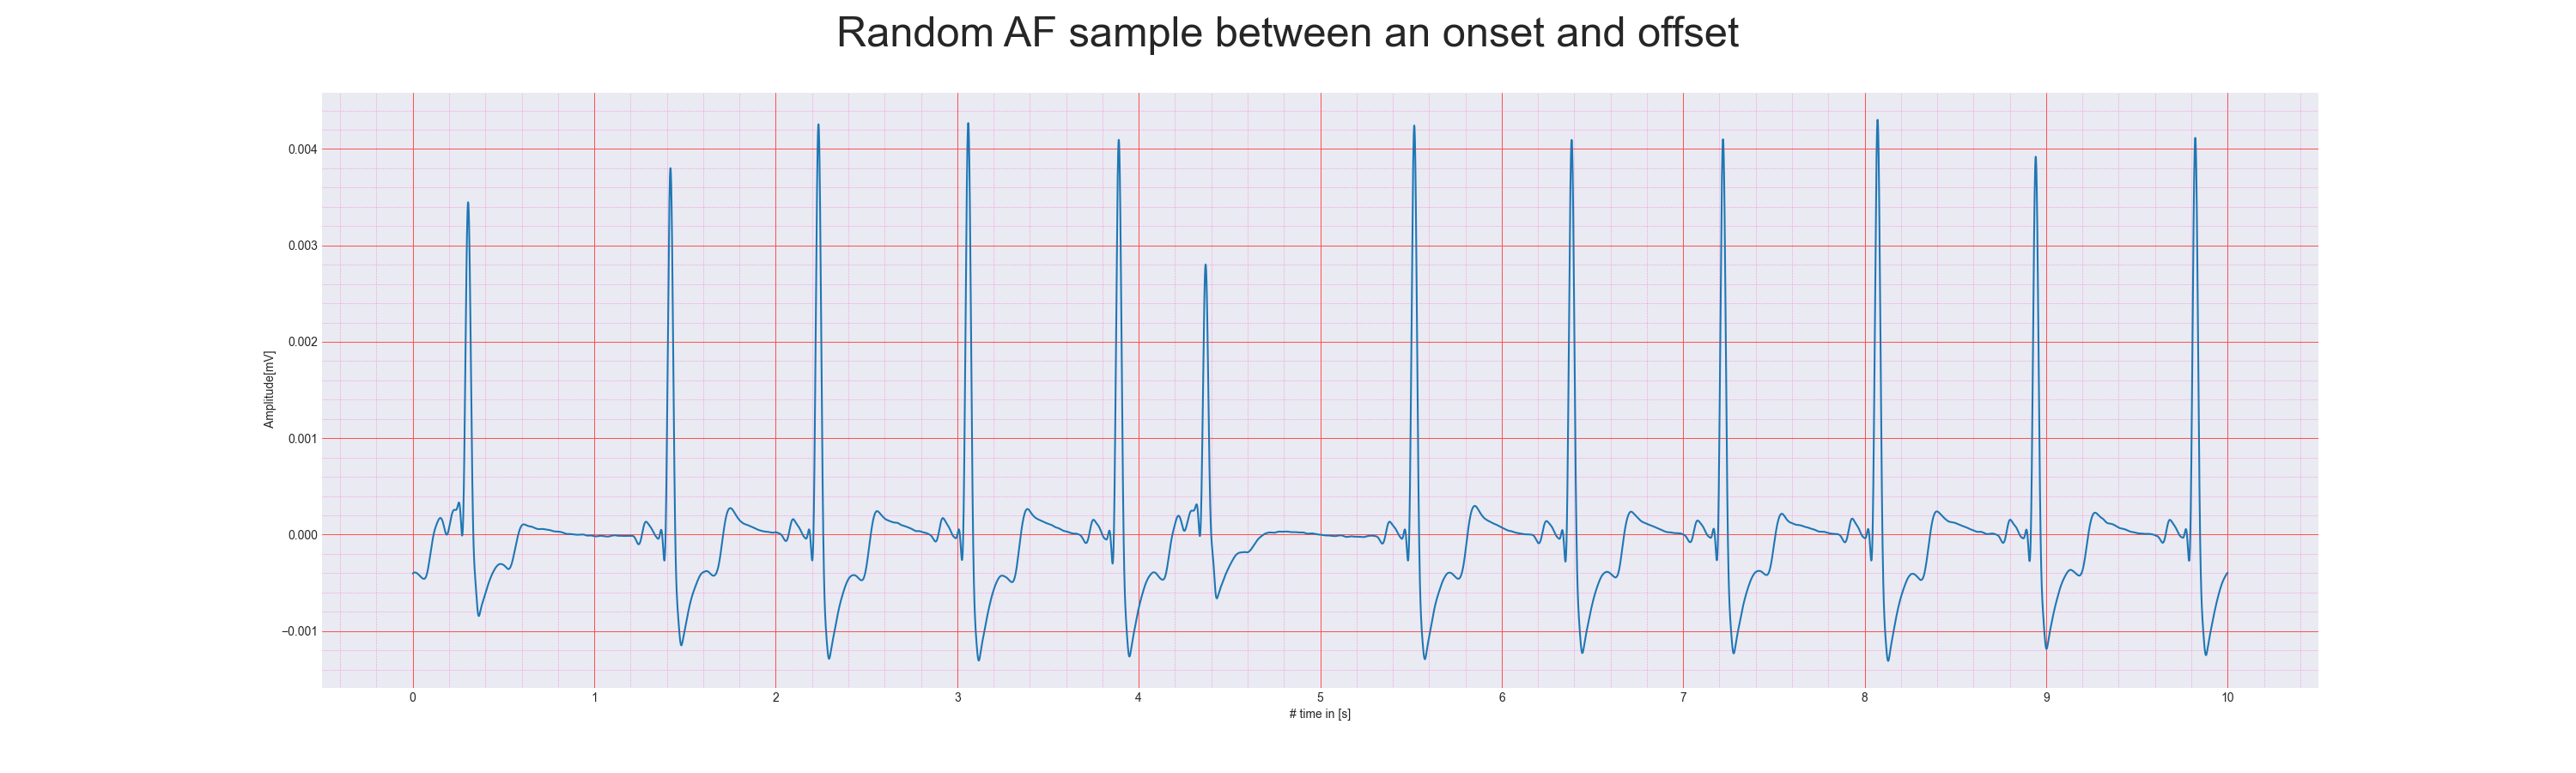 Random AF sample between an onset and offset
0.004
0.003
0.002
0.001
0.000
−0.001
Amplitude[mV]
0 1 2 3 4 5 6 7 8 9 10
# time in [s]